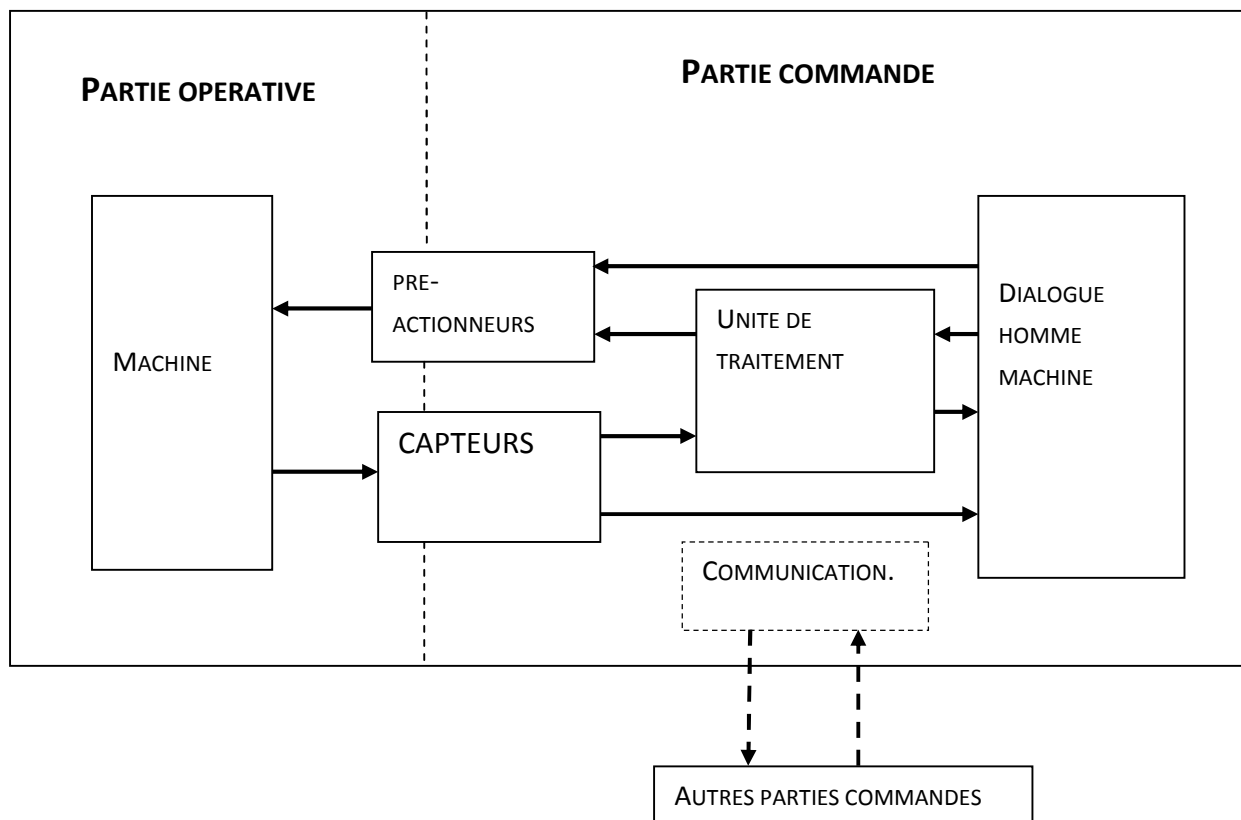 PARTIE OPERATIVE
PARTIE COMMANDE
MACHINE
PRE-
ACTIONNEURS
CAPTEURS
UNITE DE
TRAITEMENT
DIALOGUE
HOMME
MACHINE
COMMUNICATION.
AUTRES PARTIES COMMANDES